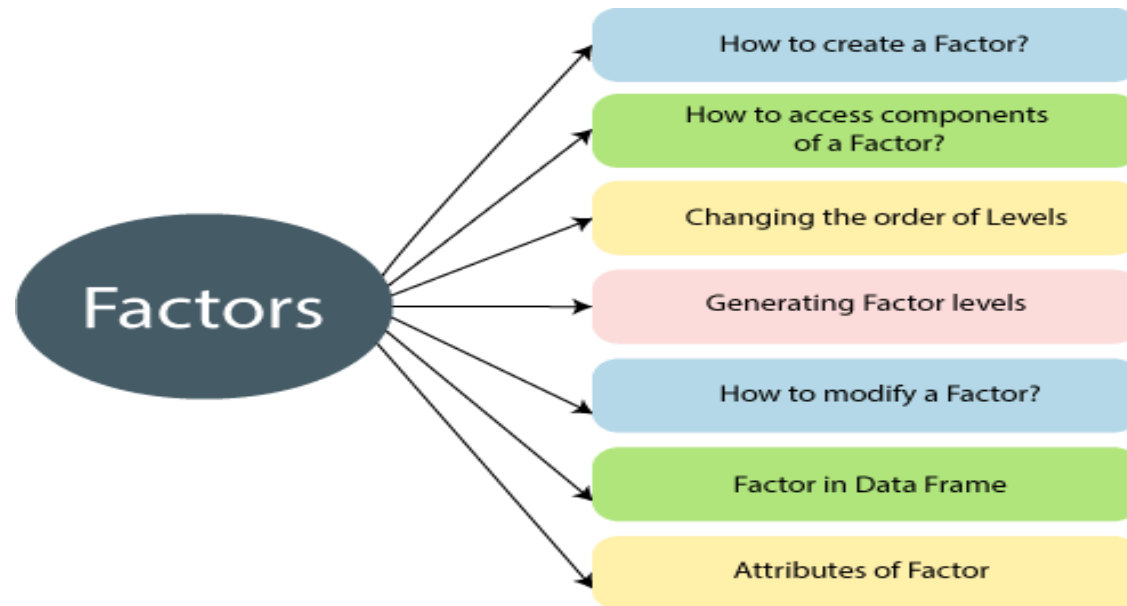 Factors
How to create a Factor?
How to access components
of a Factor?
Changing the order of Levels
Generating Factor levels
How to modify a Factor?
Factor in Data Frame
Attributes of Factor